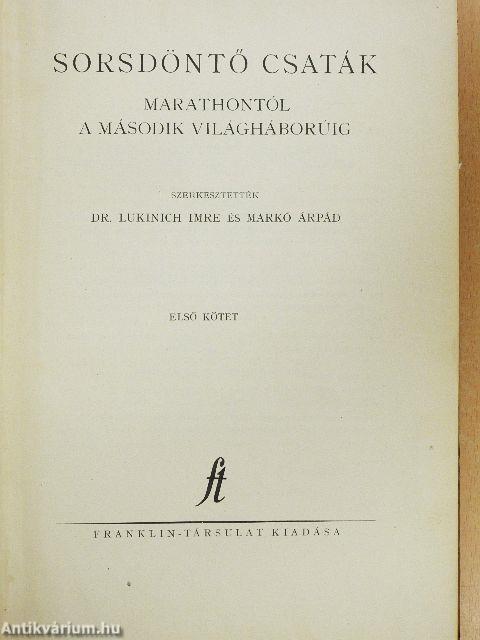 SORSDÖNTŐ CSATÁK
MARATHONTÓL
A MÁSODIK VILÁGHÁBORÚIG
SZERKESZTETTÉK
DR. LUKINICH IMRE ÉS MARKÓ ÁRPÁD
ELSŐ KÖTET
ft
FRANKLIN-TÁRSULAT KIADÁSA
Antikvárium.hu